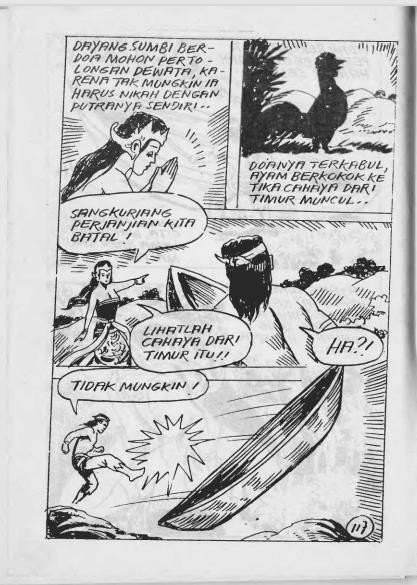 DAYANG SUMBI BER-
DOA MOHON PERTO-
LONGAN DEWATA, KA-
RENA TAK MUNGKIN IA
HARUS NIKAH DENGAN
PUTRANYA SENDIRI..
DO'ANYA TERKABUL,
AYAM BERKOKOK KE
TIKA CAHAYA DARI
TIMUR MUNCUL..
SANGKURIANG
PERJANJIAN KITA
BATAL!
LIHATLAH
CAHAYA DARI
TIMUR ITU!!
HA?!
TIDAK MUNGKIN!
117